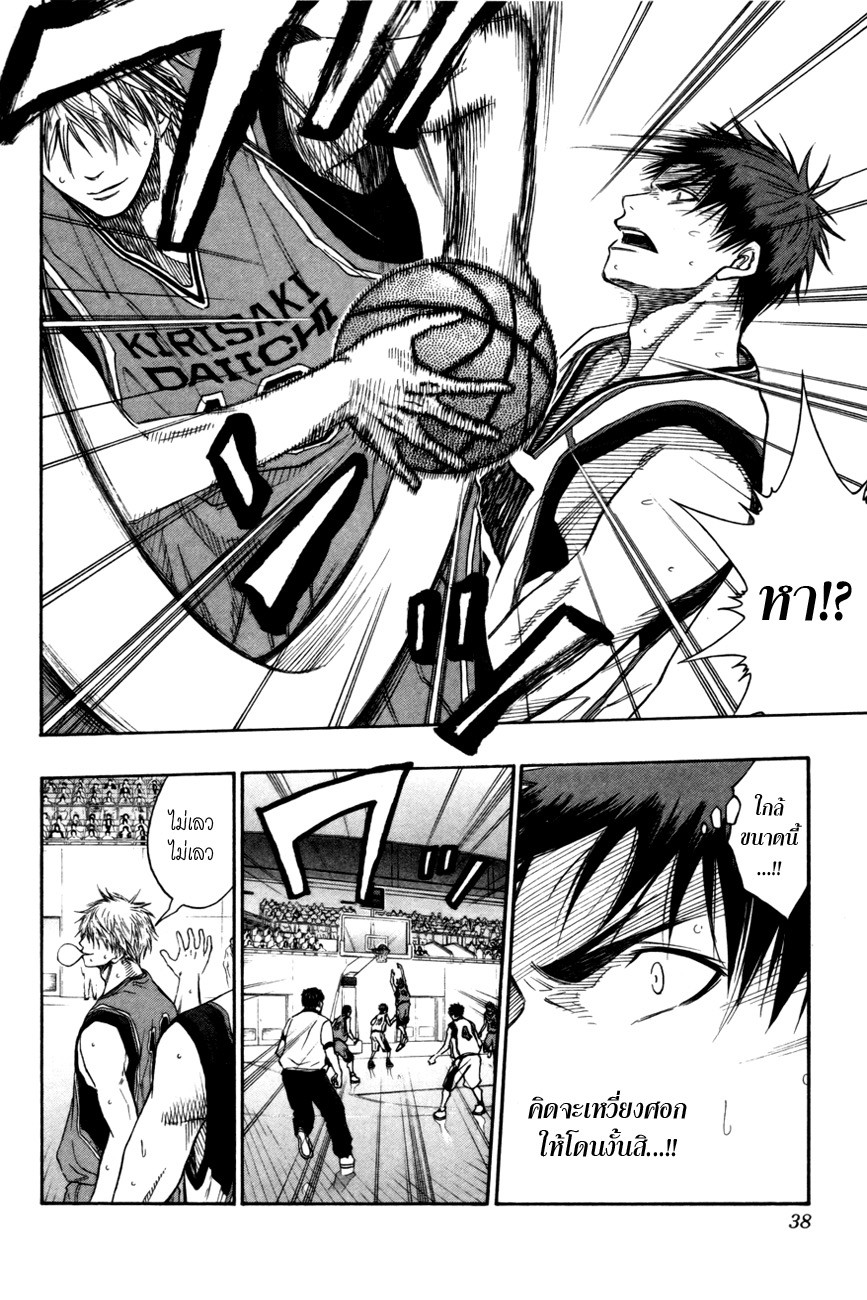 KIRISAKI
DAIICHI
หา!?
ใกล้
ขนาดนี้
...!!
คิดจะเหวี่ยงศอก
ให้โดนงั้นสิ...!!
ワ
ไม่เลว
ไม่เลว
38